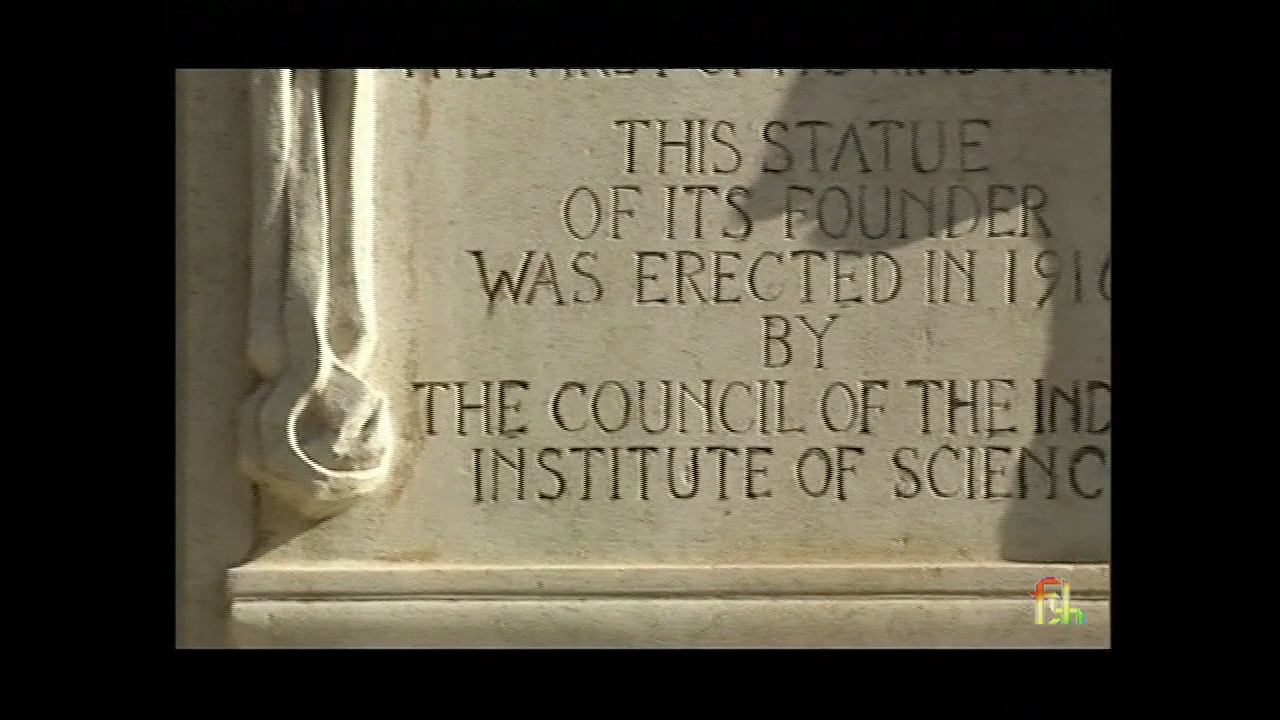 THIS STATUE
OF ITS FOUNDER
WAS ERECTED IN 191
BY
THE COUNCIL OF THE IND
INSTITUTE OF SCIENC